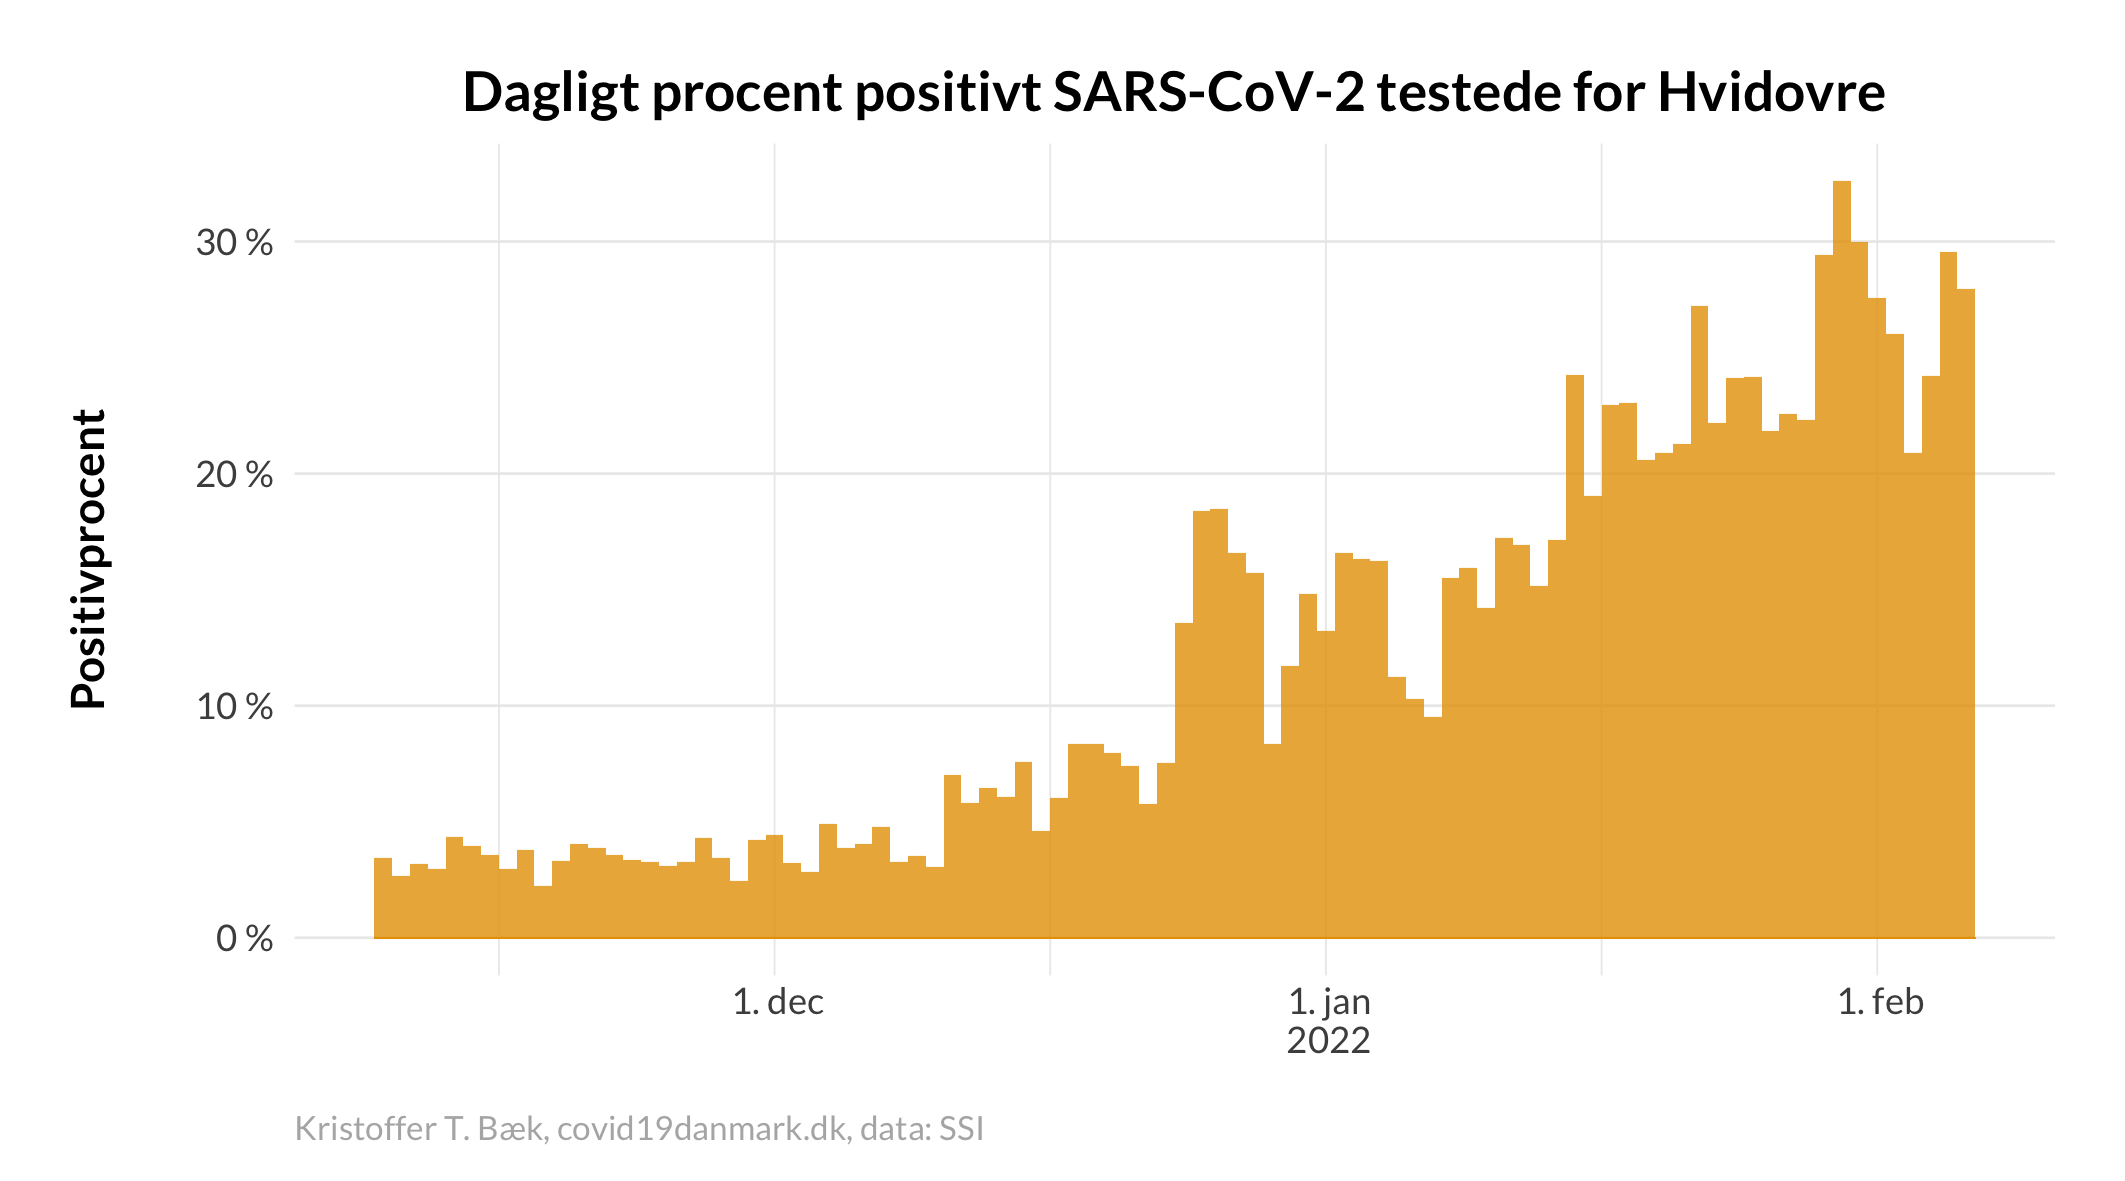 Dagligt procent positivt SARS-CoV-2 testede for Hvidovre
Positivprocent
30 %
20 %
10 %
0 %
1. dec
1. jan
2022
1. feb
Kristoffer T. Bæk, covid19danmark.dk, data: SSI